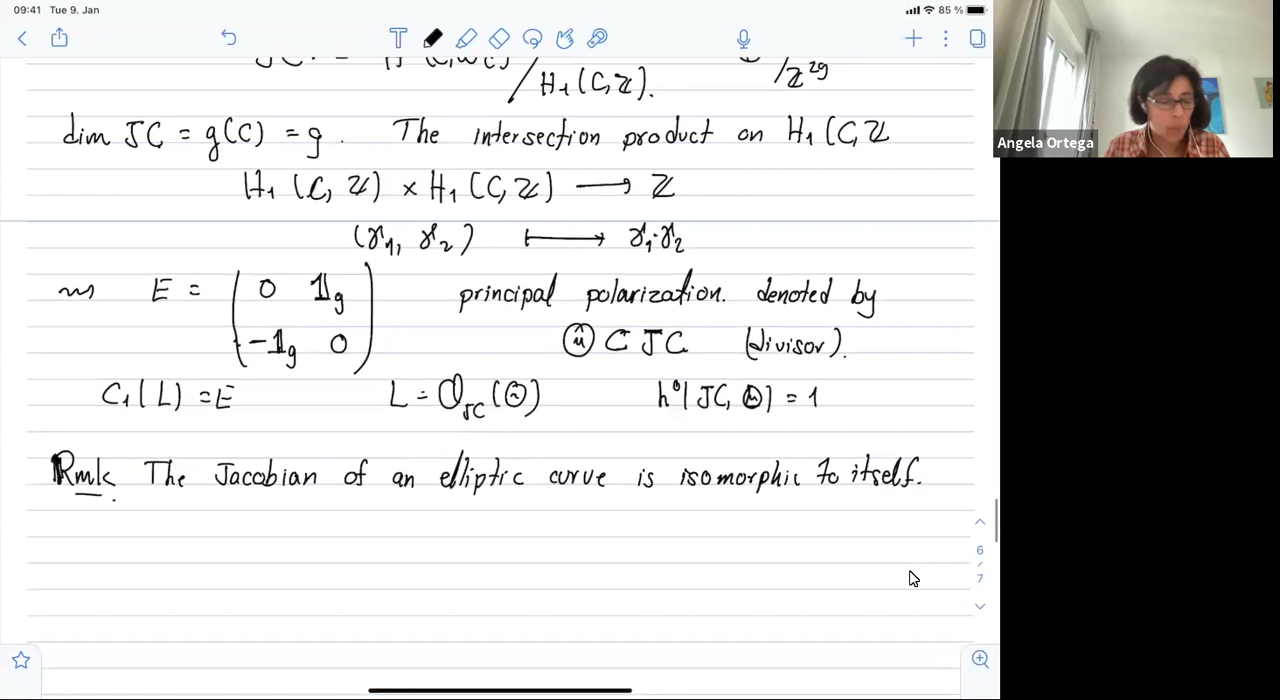 09:41 Tue 9. Jan
85 %
/ H₁(C,ℤ).
/ℤ²ᵍ
dim JC = g(C) = g. The intersection product on H₁(C,ℤ
H₁(C,ℤ) × H₁(C,ℤ) ⟶ ℤ
(γ₁, γ₂) ⟼ γ₁·γ₂
⇝ E = ( 0 𝟙g principal polarization. denoted by
-𝟙g 0 ) Θ ⊂ JC (divisor).
C₁(L) = E L = O_JC(Θ) h⁰(JC, Θ) = 1
Rmk. The Jacobian of an elliptic curve is isomorphic to itself.
Angela Ortega
6
/
7